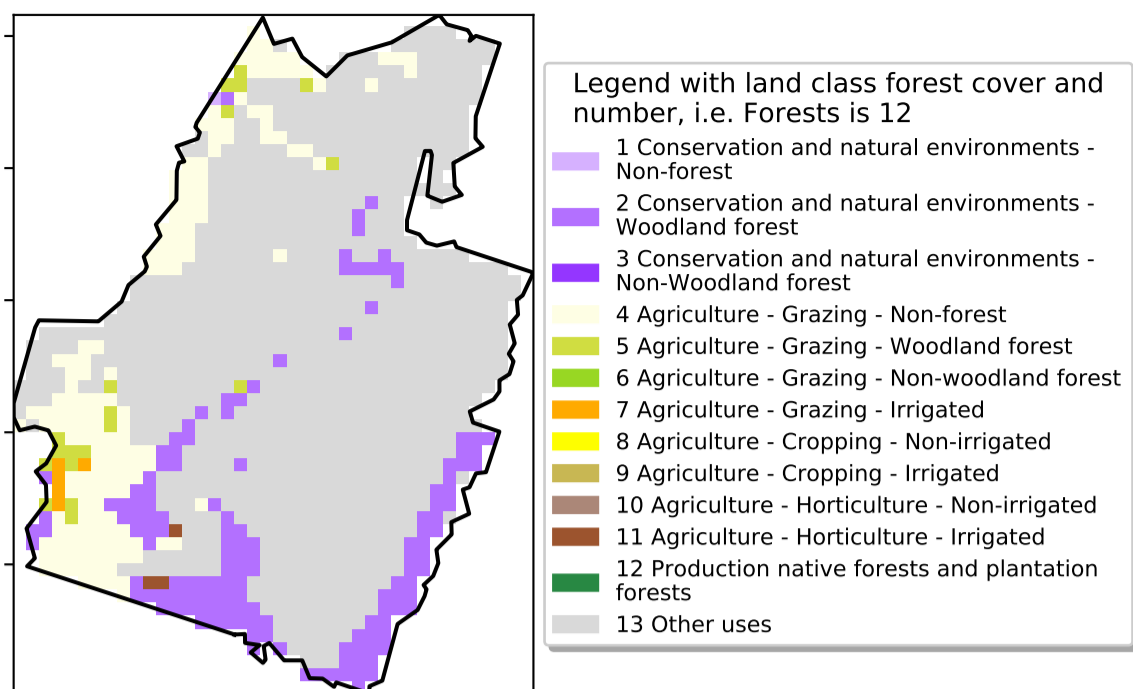 Legend with land class forest cover and
number, i.e. Forests is 12
1 Conservation and natural environments -
Non-forest
2 Conservation and natural environments -
Woodland forest
3 Conservation and natural environments -
Non-Woodland forest
4 Agriculture - Grazing - Non-forest
5 Agriculture - Grazing - Woodland forest
6 Agriculture - Grazing - Non-woodland forest
7 Agriculture - Grazing - Irrigated
8 Agriculture - Cropping - Non-irrigated
9 Agriculture - Cropping - Irrigated
10 Agriculture - Horticulture - Non-irrigated
11 Agriculture - Horticulture - Irrigated
12 Production native forests and plantation
forests
13 Other uses